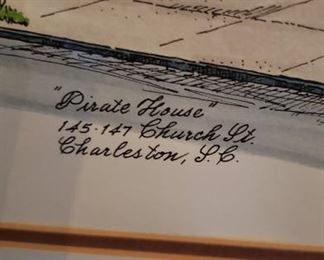 "Pirate House"
145-147 Church St.
Charleston, S.C.